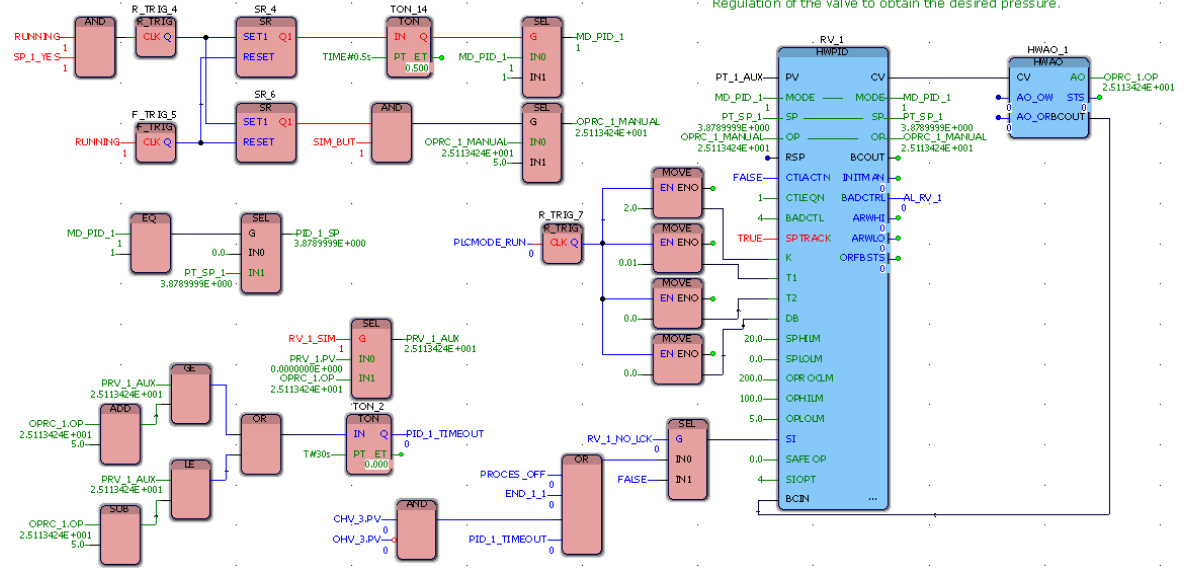 Regulation of the valve to obtain the desired pressure.
AND
RUNNING
1
SP_1_YES
1
R_TRIG_4
R_TRIG
CLK Q
SR_4
SR
SET1 Q1
RESET
TON_14
TON
IN Q
TIME#0.5s
PT ET
0.500
SEL
G
MD_PID_1
1
IN0
1
IN1
MD_PID_1
1
F_TRIG_5
F_TRIG
RUNNING
1
CLK Q
SR_6
SR
SET1 Q1
RESET
AND
SIM_BUT
1
SEL
G
OPRC_1_MANUAL
2.5113424E+001
IN0
5.0
IN1
OPRC_1_MANUAL
2.5113424E+001
EQ
MD_PID_1
1
1
SEL
G
0.0
IN0
PT_SP_1
3.8789999E+000
IN1
PID_1_SP
3.8789999E+000
SEL
RV_1_SIM
1
G
PRV_1.PV
0.0000000E+000
IN0
OPRC_1.OP
2.5113424E+001
IN1
PRV_1_AUX
2.5113424E+001
GE
PRV_1_AUX
2.5113424E+001
ADD
OPRC_1.OP
2.5113424E+001
5.0
LE
PRV_1_AUX
2.5113424E+001
SUB
OPRC_1.OP
2.5113424E+001
5.0
OR
TON_2
TON
IN Q
T#30s
PT ET
0.000
PID_1_TIMEOUT
0
R_TRIG_7
R_TRIG
PLCMODE_RUN
0
CLK Q
MOVE
EN ENO
2.0
MOVE
EN ENO
0.01
MOVE
EN ENO
0.0
MOVE
EN ENO
0.0
AND
CHV_3.PV
0
OHV_3.PV
0
OR
PROCES_OFF
0
END_1_1
0
PID_1_TIMEOUT
0
SEL
RV_1_NO_LCK
0
G
IN0
FALSE
IN1
RV_1
HWPID
PT_1_AUX
PV CV
MD_PID_1
1
MODE MODE
MD_PID_1
1
PT_SP_1
3.8789999E+000
SP SP
PT_SP_1
3.8789999E+000
OPRC_1_MANUAL
2.5113424E+001
OP OP
OPRC_1_MANUAL
2.5113424E+001
RSP BCOUT
FALSE
CTLACTN INITMAN
0
1
CTLEQN BADCTRL
AL_RV_1
0
4
BADCTL ARWHI
0
TRUE
SPTRACK ARWLO
0
K ORFBSTS
0
T1
T2
DB
20.0
SPHILM
0.0
SPLOLM
200.0
OPROCLM
100.0
OPHILM
5.0
OPLOLM
SI
0.0
SAFEOP
4
SIOPT
BCIN ...
HWAO_1
HWAO
CV AO
OPRC_1.OP
2.5113424E+001
AO_OW STS
0
AO_ORBCOUT
0